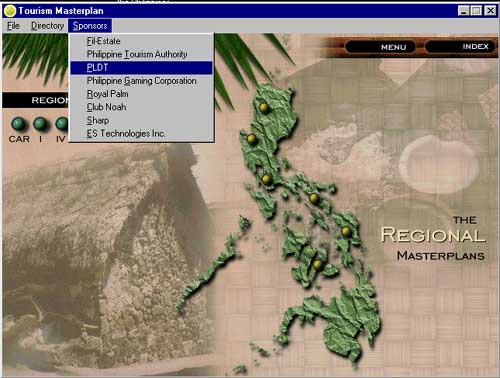 Tourism Masterplan
File Directory Sponsors
Fil-Estate
Philippine Tourism Authority
PLDT
Philippine Gaming Corporation
Royal Palm
Club Noah
Sharp
ES Technologies Inc.
MENU INDEX
REGION
CAR I IV
THE
REGIONAL
MASTERPLANS